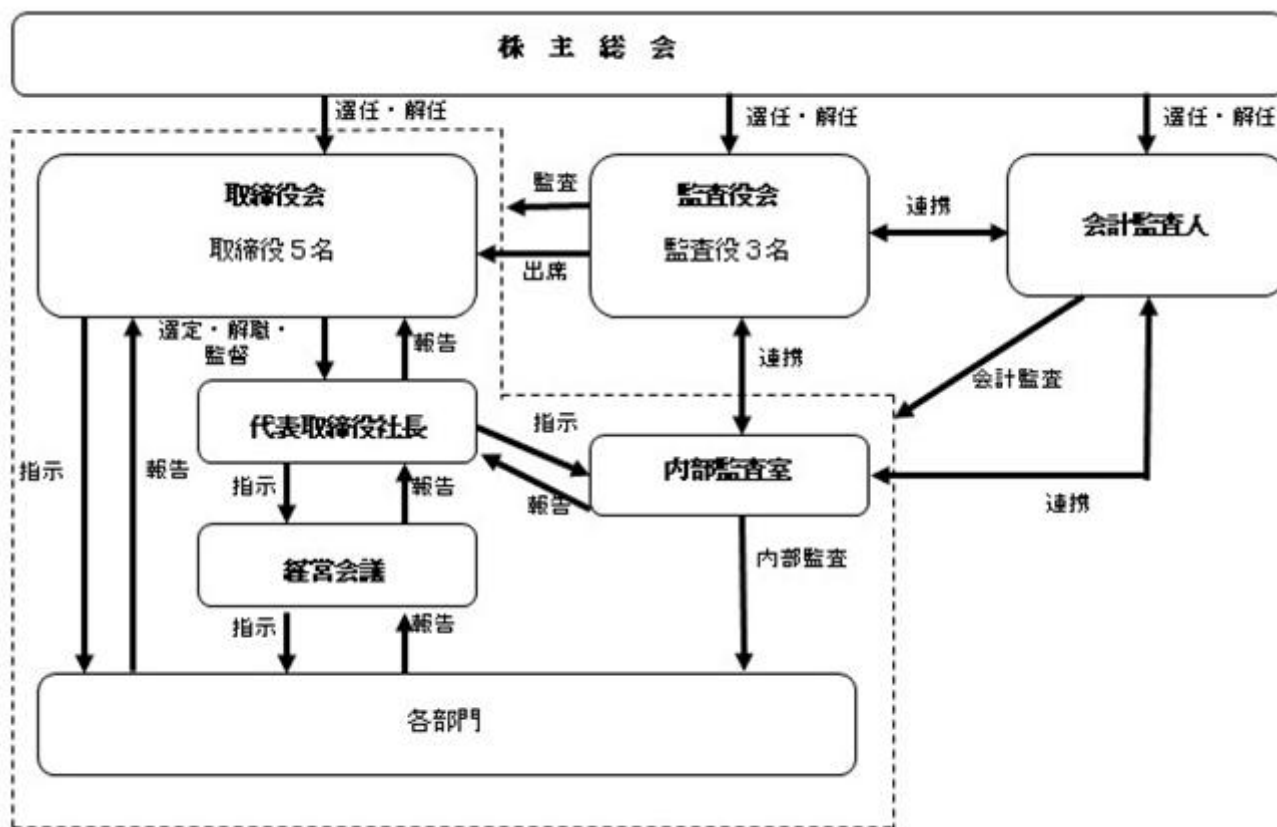 株 主 総 会
選任・解任
選任・解任
選任・解任
取締役会
取締役５名
監査
出席
監査役会
監査役３名
連携
会計監査人
選定・解職・
監督
報告
連携
会計監査
代表取締役社長
指示
内部監査室
指示
報告
指示
報告
報告
連携
経営会議
内部監査
指示
報告
各部門